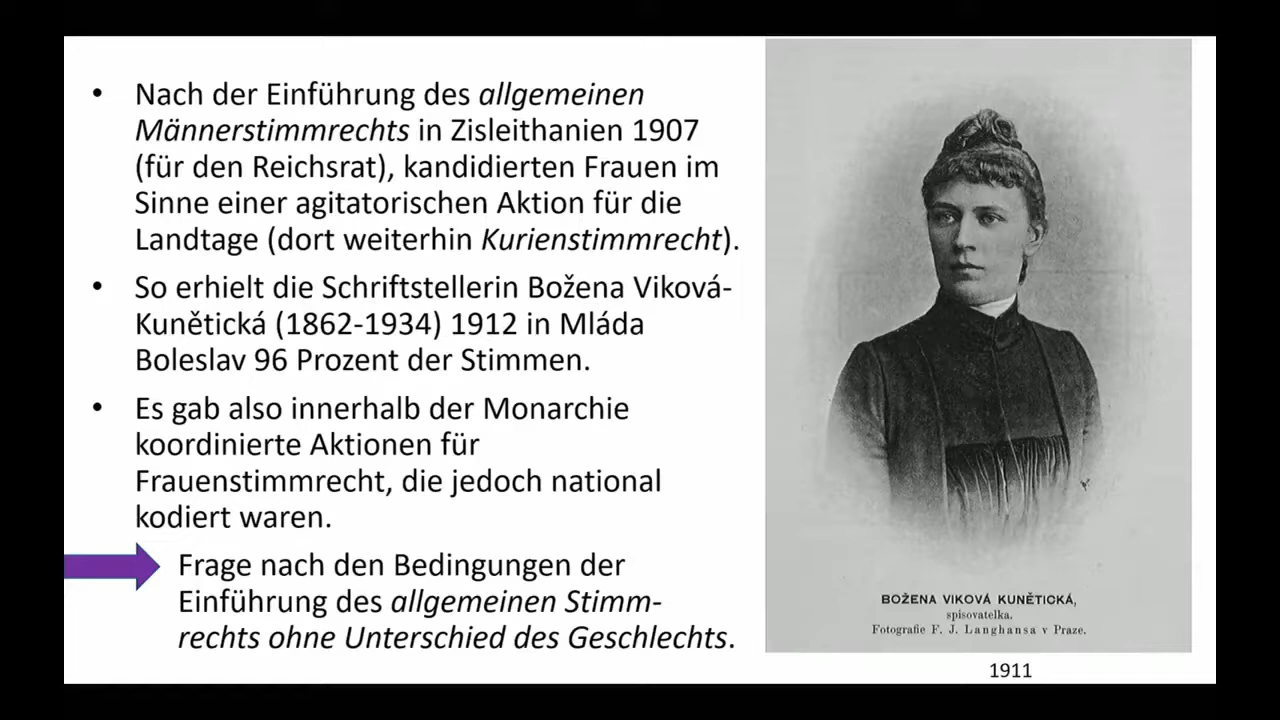 • Nach der Einführung des allgemeinen
Männerstimmrechts in Zisleithanien 1907
(für den Reichsrat), kandidierten Frauen im
Sinne einer agitatorischen Aktion für die
Landtage (dort weiterhin Kurienstimmrecht).
• So erhielt die Schriftstellerin Božena Viková-
Kunětická (1862-1934) 1912 in Mláda
Boleslav 96 Prozent der Stimmen.
• Es gab also innerhalb der Monarchie
koordinierte Aktionen für
Frauenstimmrecht, die jedoch national
kodiert waren.
Frage nach den Bedingungen der
Einführung des allgemeinen Stimm-
rechts ohne Unterschied des Geschlechts.
BOŽENA VIKOVÁ KUNĚTICKÁ,
spisovatelka.
Fotografie F. J. Langhansa v Praze.
1911